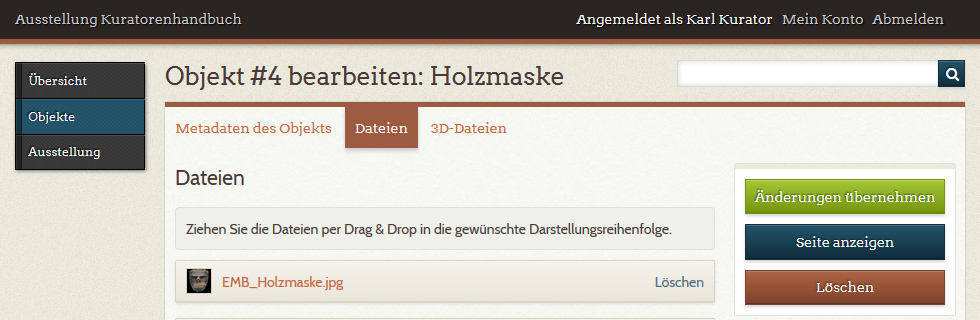 Ausstellung Kuratorenhandbuch
Angemeldet als Karl Kurator Mein Konto Abmelden
Übersicht
Objekte
Ausstellung
Objekt #4 bearbeiten: Holzmaske
Metadaten des Objekts Dateien 3D-Dateien
Dateien
Ziehen Sie die Dateien per Drag & Drop in die gewünschte Darstellungsreihenfolge.
EMB_Holzmaske.jpg Löschen
Änderungen übernehmen
Seite anzeigen
Löschen